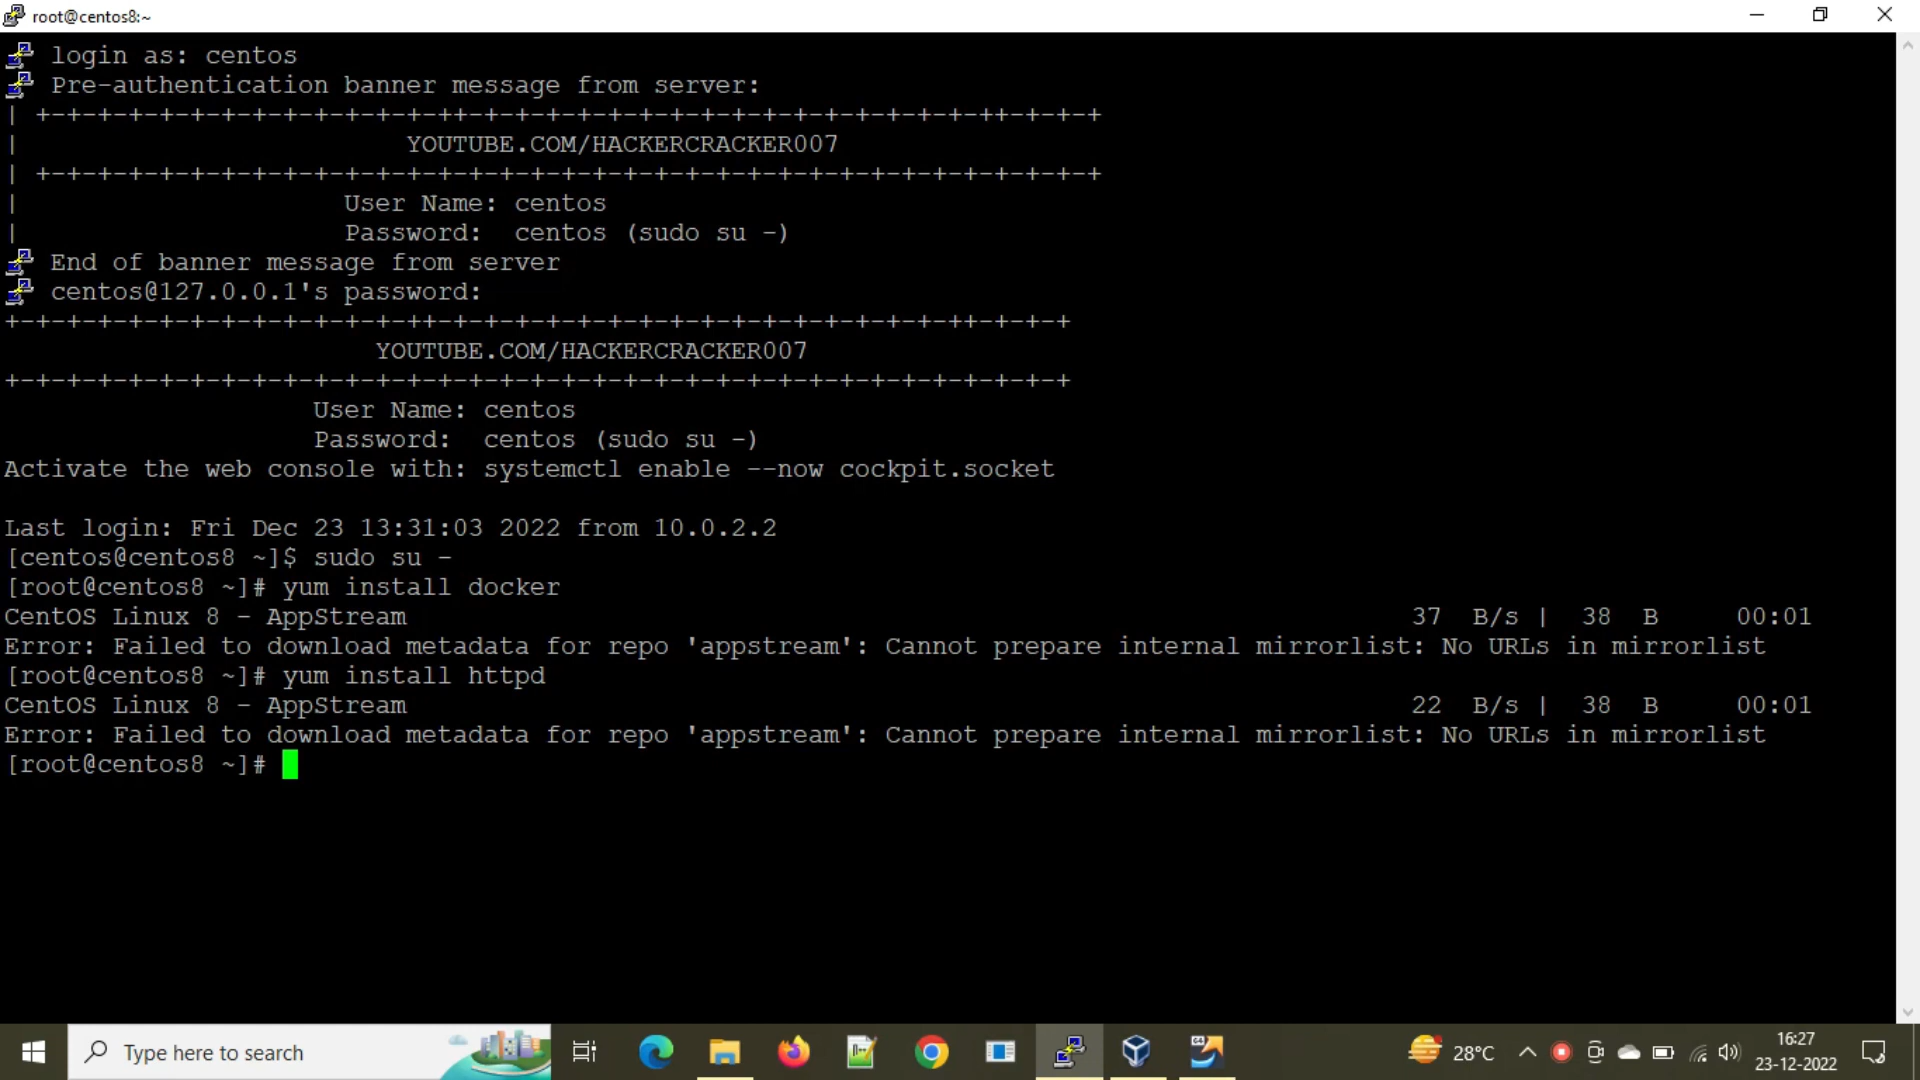 root@centos8:~
login as: centos
Pre-authentication banner message from server:
| +-+-+-+-+-+-+-+-+-+-+-+-+-++-+-+-+-+-+-+-+-+-+-+-+-+-+-+-+-+-+-++-+-+-+
| YOUTUBE.COM/HACKERCRACKER007
| +-+-+-+-+-+-+-+-+-+-+-+-+-+-+-+-+-+-+-+-+-+-+-+-+-+-+-+-+-+-+-+-+-+-+-+
| User Name: centos
| Password: centos (sudo su -)
End of banner message from server
centos@127.0.0.1's password:
+-+-+-+-+-+-+-+-+-+-+-+-+-++-+-+-+-+-+-+-+-+-+-+-+-+-+-+-+-+-+-++-+-+-+
YOUTUBE.COM/HACKERCRACKER007
+-+-+-+-+-+-+-+-+-+-+-+-+-+-+-+-+-+-+-+-+-+-+-+-+-+-+-+-+-+-+-+-+-+-+-+
User Name: centos
Password: centos (sudo su -)
Activate the web console with: systemctl enable --now cockpit.socket
Last login: Fri Dec 23 13:31:03 2022 from 10.0.2.2
[centos@centos8 ~]$ sudo su -
[root@centos8 ~]# yum install docker
CentOS Linux 8 - AppStream 37 B/s | 38 B 00:01
Error: Failed to download metadata for repo 'appstream': Cannot prepare internal mirrorlist: No URLs in mirrorlist
[root@centos8 ~]# yum install httpd
CentOS Linux 8 - AppStream 22 B/s | 38 B 00:01
Error: Failed to download metadata for repo 'appstream': Cannot prepare internal mirrorlist: No URLs in mirrorlist
[root@centos8 ~]#
Type here to search
28°C
16:27
23-12-2022